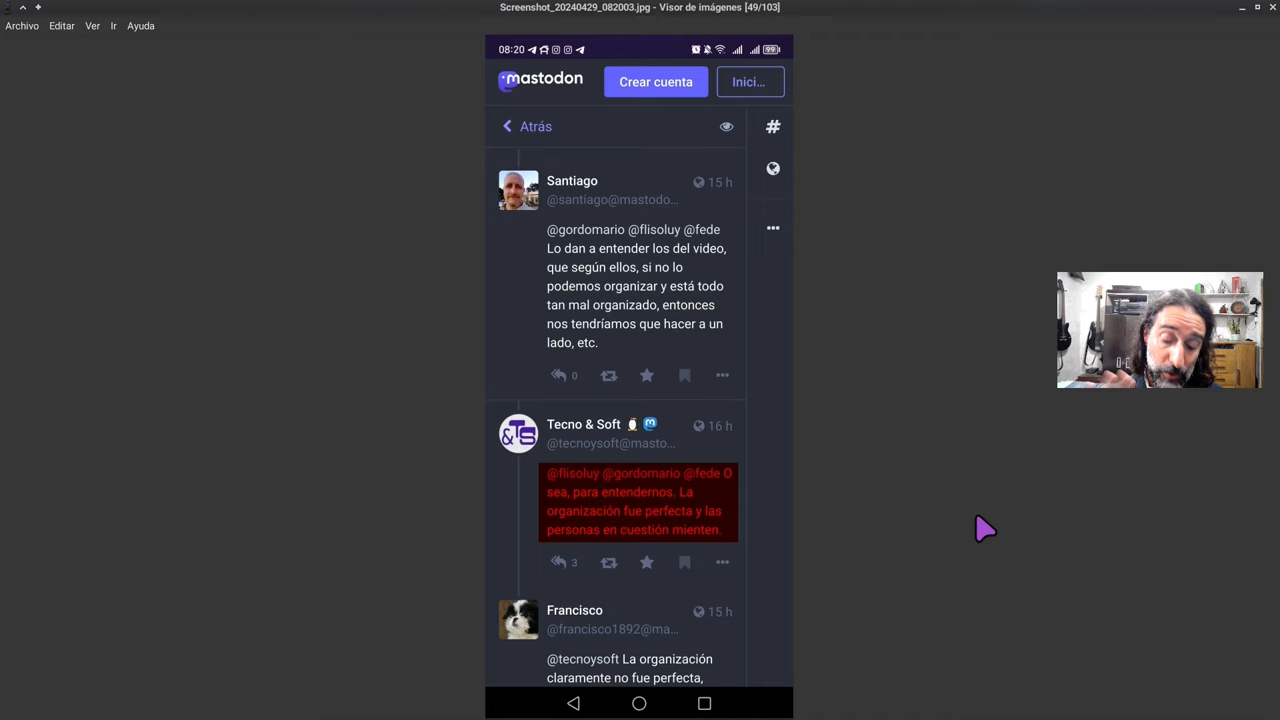 Screenshot_20240429_082003.jpg - Visor de imágenes [49/103]
Archivo Editar Ver Ir Ayuda
08:20 99
mastodon Crear cuenta Inici...
Atrás #
Santiago 15 h
@santiago@mastodo...
@gordomario @flisoluy @fede
Lo dan a entender los del video,
que según ellos, si no lo
podemos organizar y está todo
tan mal organizado, entonces
nos tendríamos que hacer a un
lado, etc.
0
Tecno & Soft 16 h
@tecnoysoft@masto...
&TS
@flisoluy @gordomario @fede O
sea, para entendernos. La
organización fue perfecta y las
personas en cuestión mienten.
3
Francisco 15 h
@francisco1892@ma...
@tecnoysoft La organización
claramente no fue perfecta,